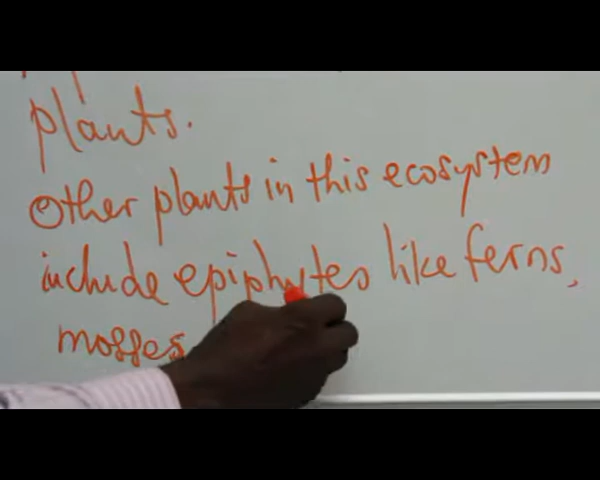 plants.
Other plants in this ecosystem
include epiphytes like ferns,
mosses